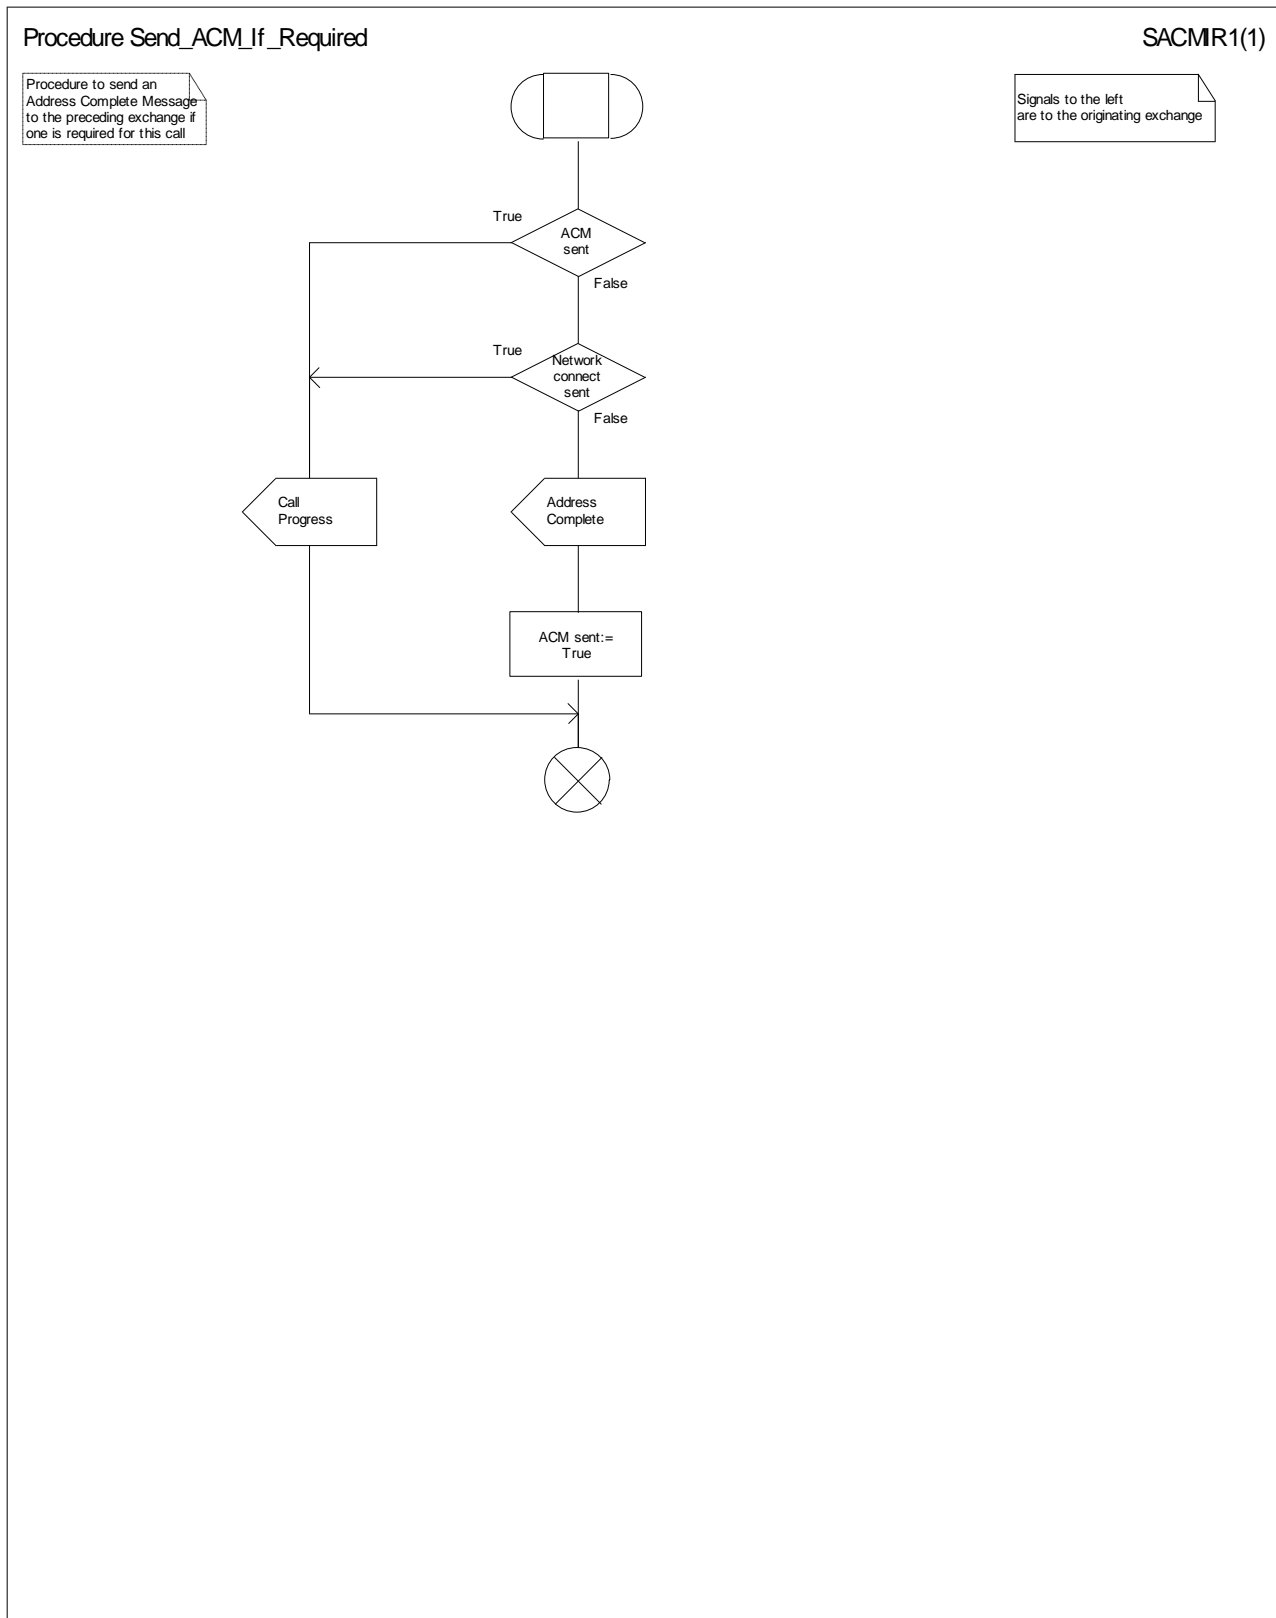 Procedure Send_ACM_If_Required
SACMIR1(1)
Procedure to send an
Address Complete Message
to the preceding exchange if
one is required for this call
Signals to the left
are to the originating exchange
True
ACM
sent
False
True
Network
connect
sent
False
Call
Progress
Address
Complete
ACM sent:=
True